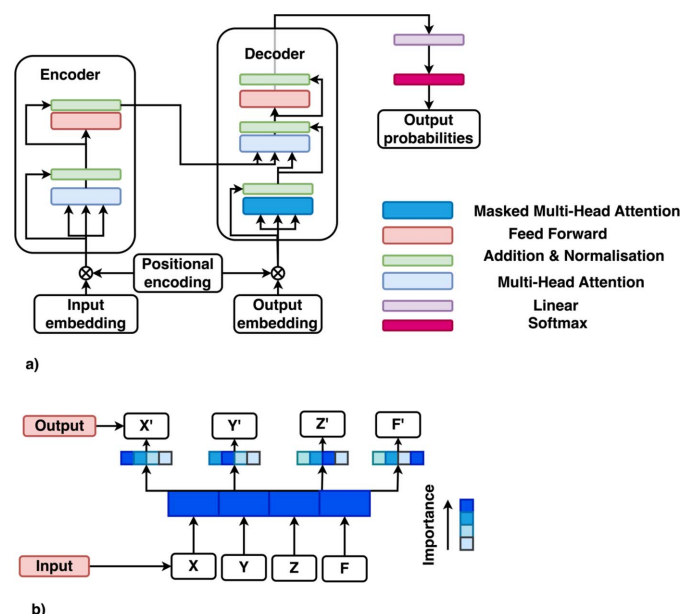 Encoder
Decoder
Output
probabilities
Positional
encoding
Input
embedding
Output
embedding
Masked Multi-Head Attention
Feed Forward
Addition & Normalisation
Multi-Head Attention
Linear
Softmax
a)
Output
X'
Y'
Z'
F'
Importance
Input
X
Y
Z
F
b)